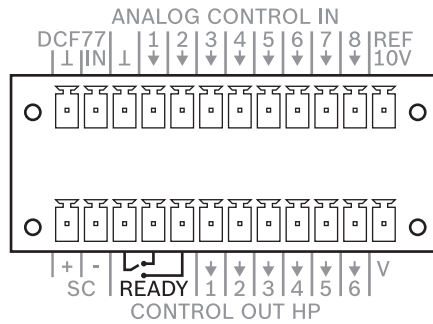 ANALOG CONTROL IN
DCF77 1 2 3 4 5 6 7 8 REF
⊥ IN ⊥ ↓ ↓ ↓ ↓ ↓ ↓ ↓ ↓ 10V
+ - ↓ ↓ ↓ ↓ ↓ ↓ V
SC READY 1 2 3 4 5 6
CONTROL OUT HP